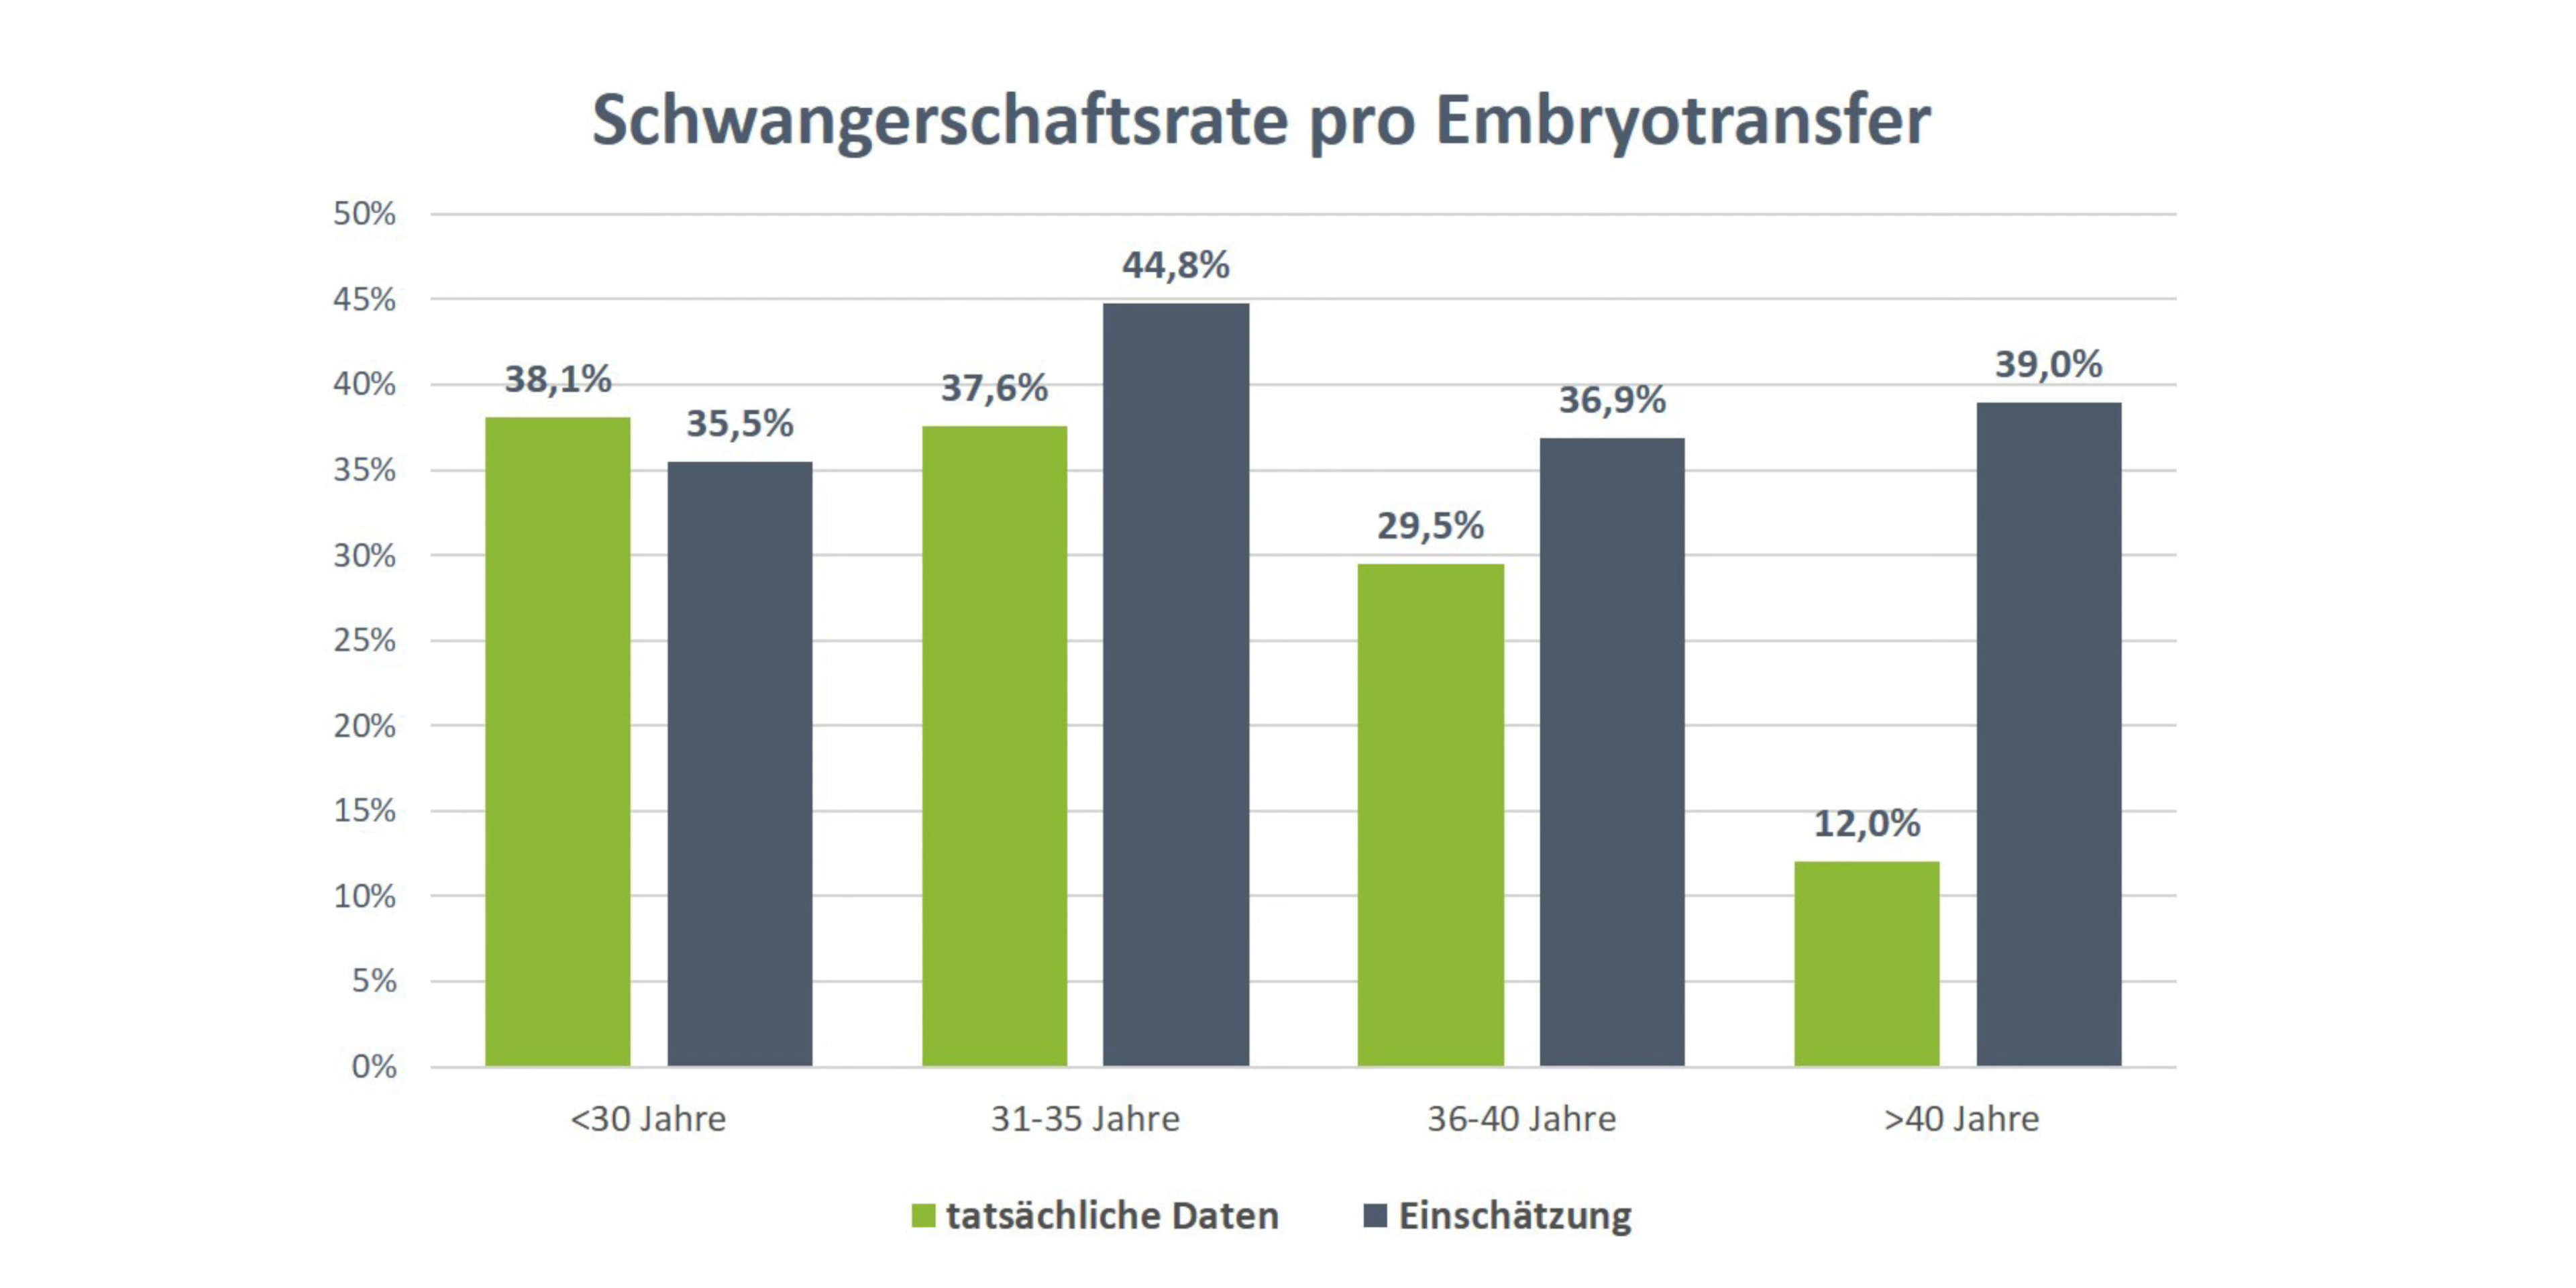 Schwangerschaftsrate pro Embryotransfer
50%
45%
40%
35%
30%
25%
20%
15%
10%
5%
0%
38,1%
35,5%
37,6%
44,8%
29,5%
36,9%
12,0%
39,0%
<30 Jahre
31-35 Jahre
36-40 Jahre
>40 Jahre
tatsächliche Daten
Einschätzung